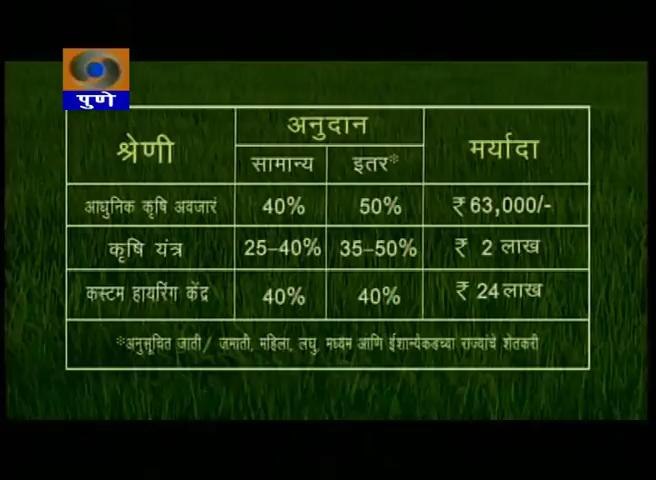 पुणे
श्रेणी अनुदान मर्यादा
सामान्य इतर*
आधुनिक कृषि अवजारं 40% 50% ₹ 63,000/-
कृषि यंत्र 25–40% 35–50% ₹ 2 लाख
कस्टम हायरिंग केंद्र 40% 40% ₹ 24 लाख
*अनुसूचित जाती/ जमाती, महिला, लघु, मध्यम आणि ईशान्येकडच्या राज्यांचे शेतकरी